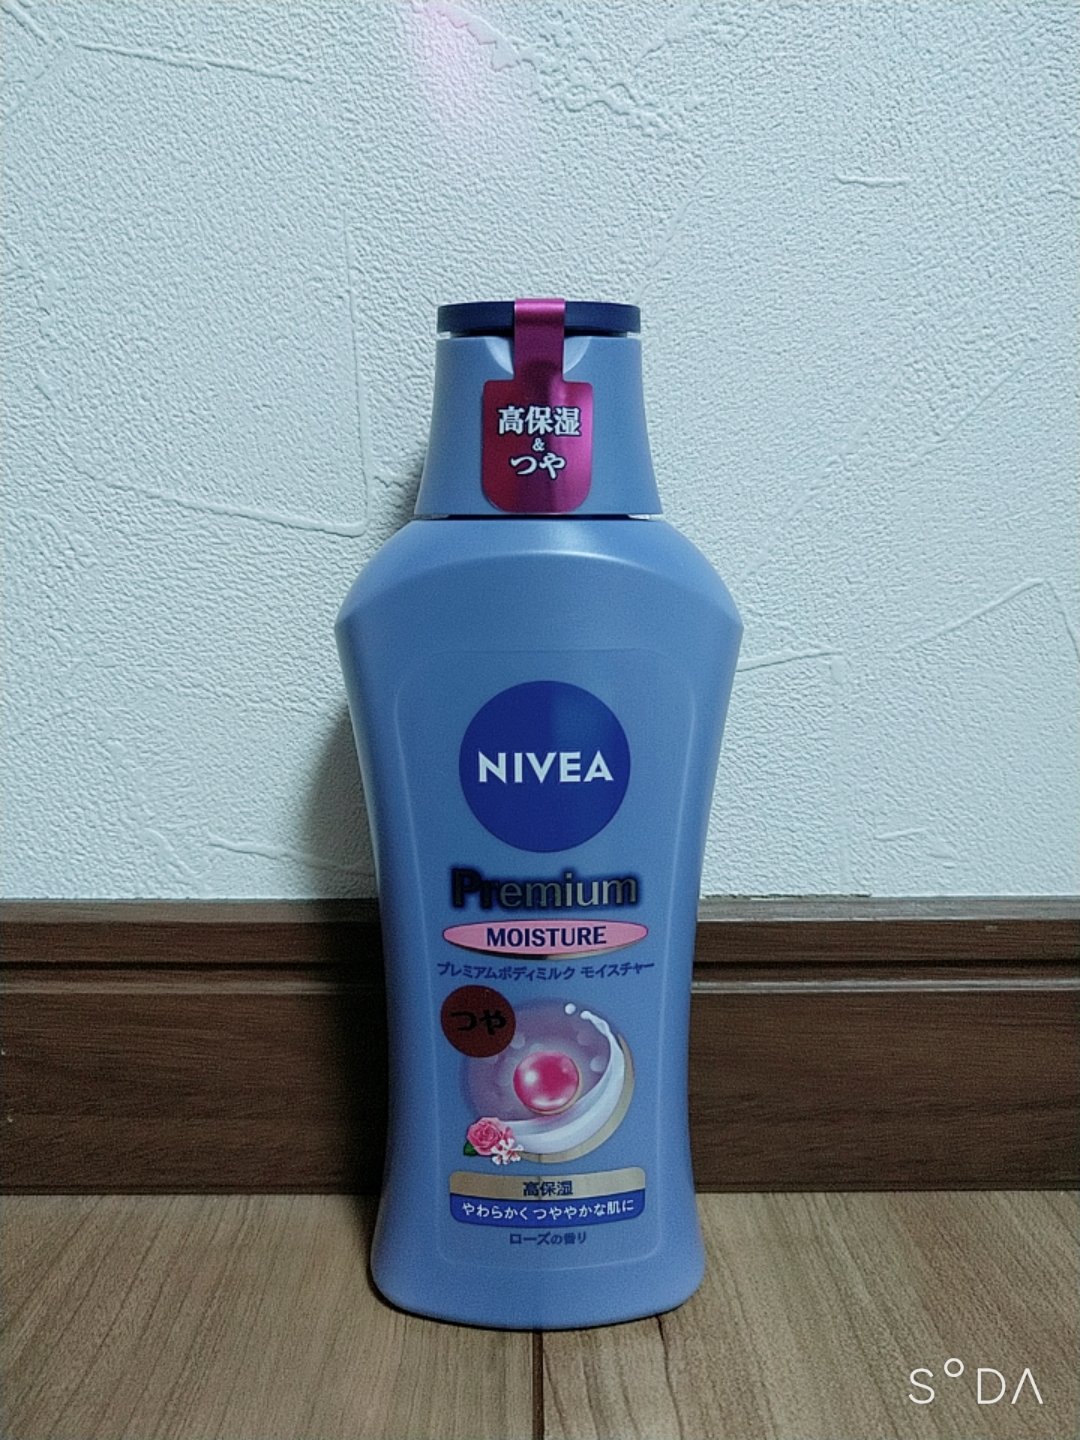 高保湿
&
つや
NIVEA
Premium
MOISTURE
プレミアムボディミルク モイスチャー
つや
高保湿
やわらかくつややかな肌に
ローズの香り
SODA